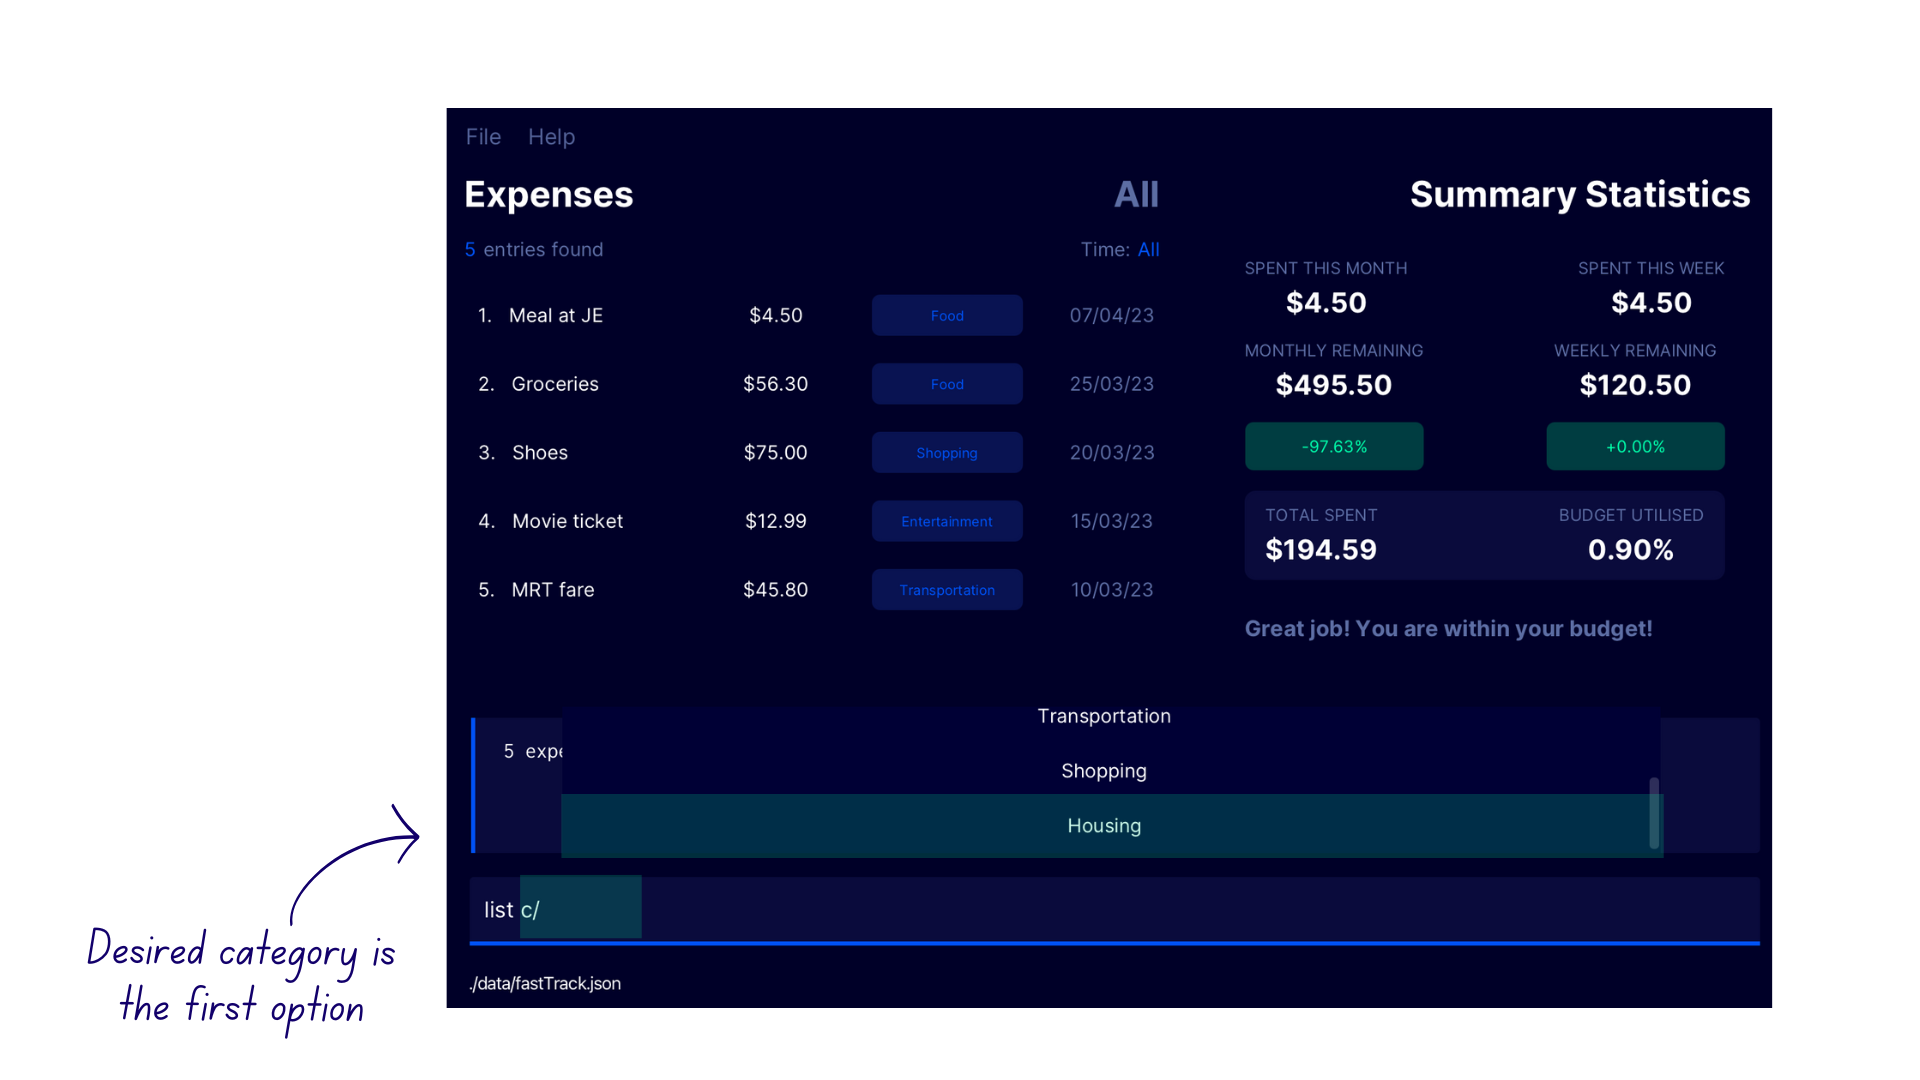 File Help
Expenses All
5 entries found Time: All
1. Meal at JE $4.50 Food 07/04/23
2. Groceries $56.30 Food 25/03/23
3. Shoes $75.00 Shopping 20/03/23
4. Movie ticket $12.99 Entertainment 15/03/23
5. MRT fare $45.80 Transportation 10/03/23
Summary Statistics
SPENT THIS MONTH SPENT THIS WEEK
$4.50 $4.50
MONTHLY REMAINING WEEKLY REMAINING
$495.50 $120.50
-97.63% +0.00%
TOTAL SPENT BUDGET UTILISED
$194.59 0.90%
Great job! You are within your budget!
Transportation
5 expe
Shopping
Housing
list c/
./data/fastTrack.json
Desired category is
the first option